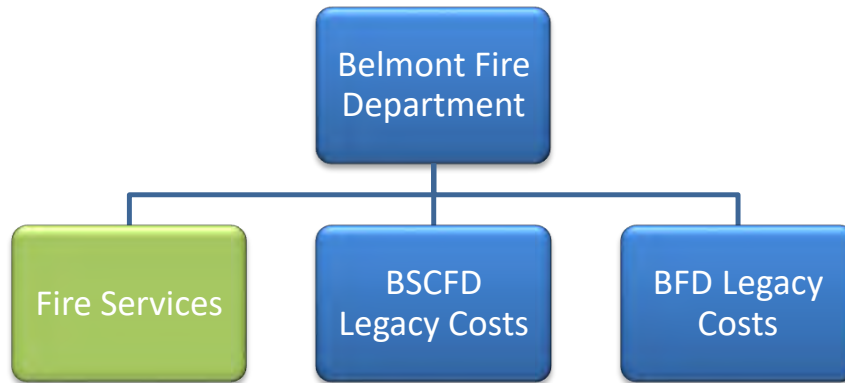 Belmont Fire
Department
Fire Services
BSCFD
Legacy Costs
BFD Legacy
Costs